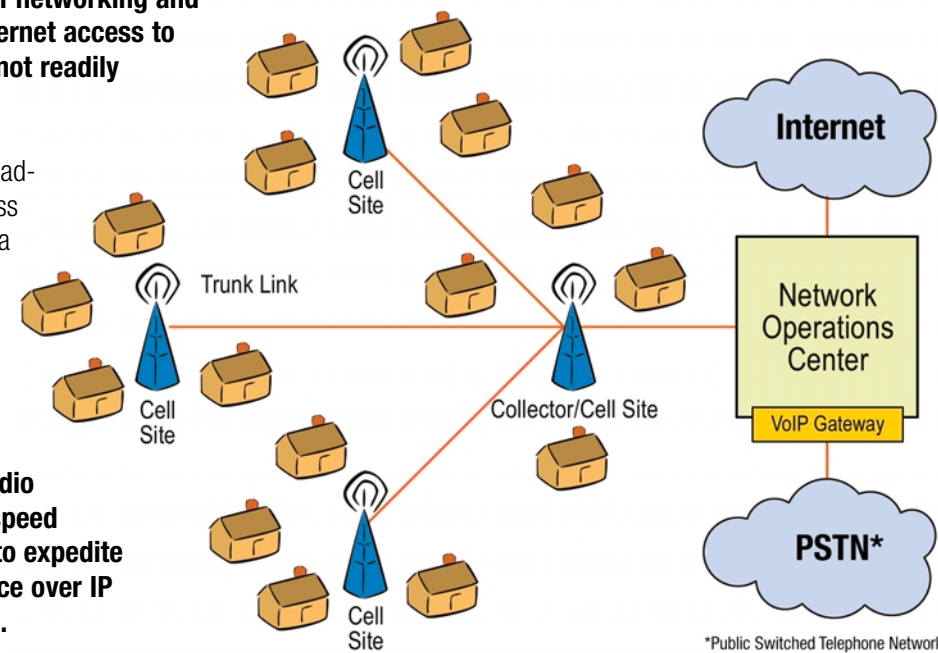 r networking and
ernet access to
not readily
ad-
ss
a
dio
speed
to expedite
ce over IP
.
Cell
Site
Trunk Link
Cell
Site
Collector/Cell Site
Cell
Site
Internet
Network
Operations
Center
VoIP Gateway
PSTN*
*Public Switched Telephone Network